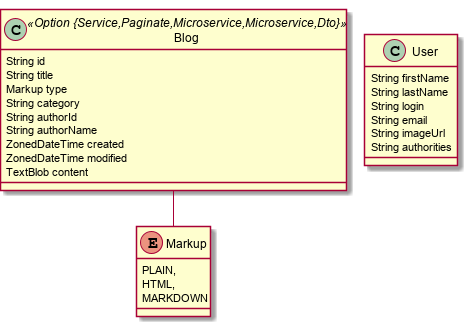 C
«Option {Service,Paginate,Microservice,Microservice,Dto}»
Blog
String id
String title
Markup type
String category
String authorId
String authorName
ZonedDateTime created
ZonedDateTime modified
TextBlob content
C User
String firstName
String lastName
String login
String email
String imageUrl
String authorities
E Markup
PLAIN,
HTML,
MARKDOWN